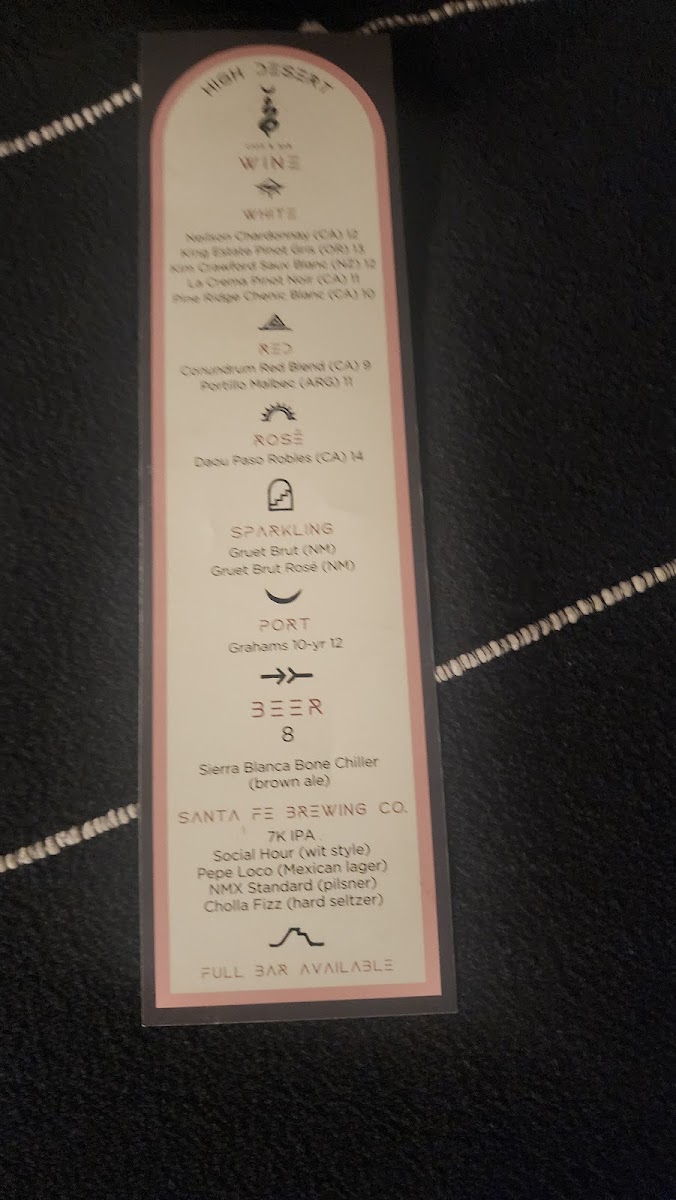 HIGH DESERT
WINE
WHITE
Neilson Chardonnay (CA) 12
King Estate Pinot Gris (OR) 13
Kim Crawford Sauv Blanc (NZ) 12
La Crema Pinot Noir (CA) 11
Pine Ridge Chenic Blanc (CA) 10
RED
Conundrum Red Blend (CA) 9
Portillo Malbec (ARG) 11
ROSÉ
Daou Paso Robles (CA) 14
SPARKLING
Gruet Brut (NM)
Gruet Brut Rosé (NM)
PORT
Grahams 10-yr 12
BEER
8
Sierra Blanca Bone Chiller
(brown ale)
SANTA FE BREWING CO.
7K IPA
Social Hour (wit style)
Pepe Loco (Mexican lager)
NMX Standard (pilsner)
Cholla Fizz (hard seltzer)
FULL BAR AVAILABLE